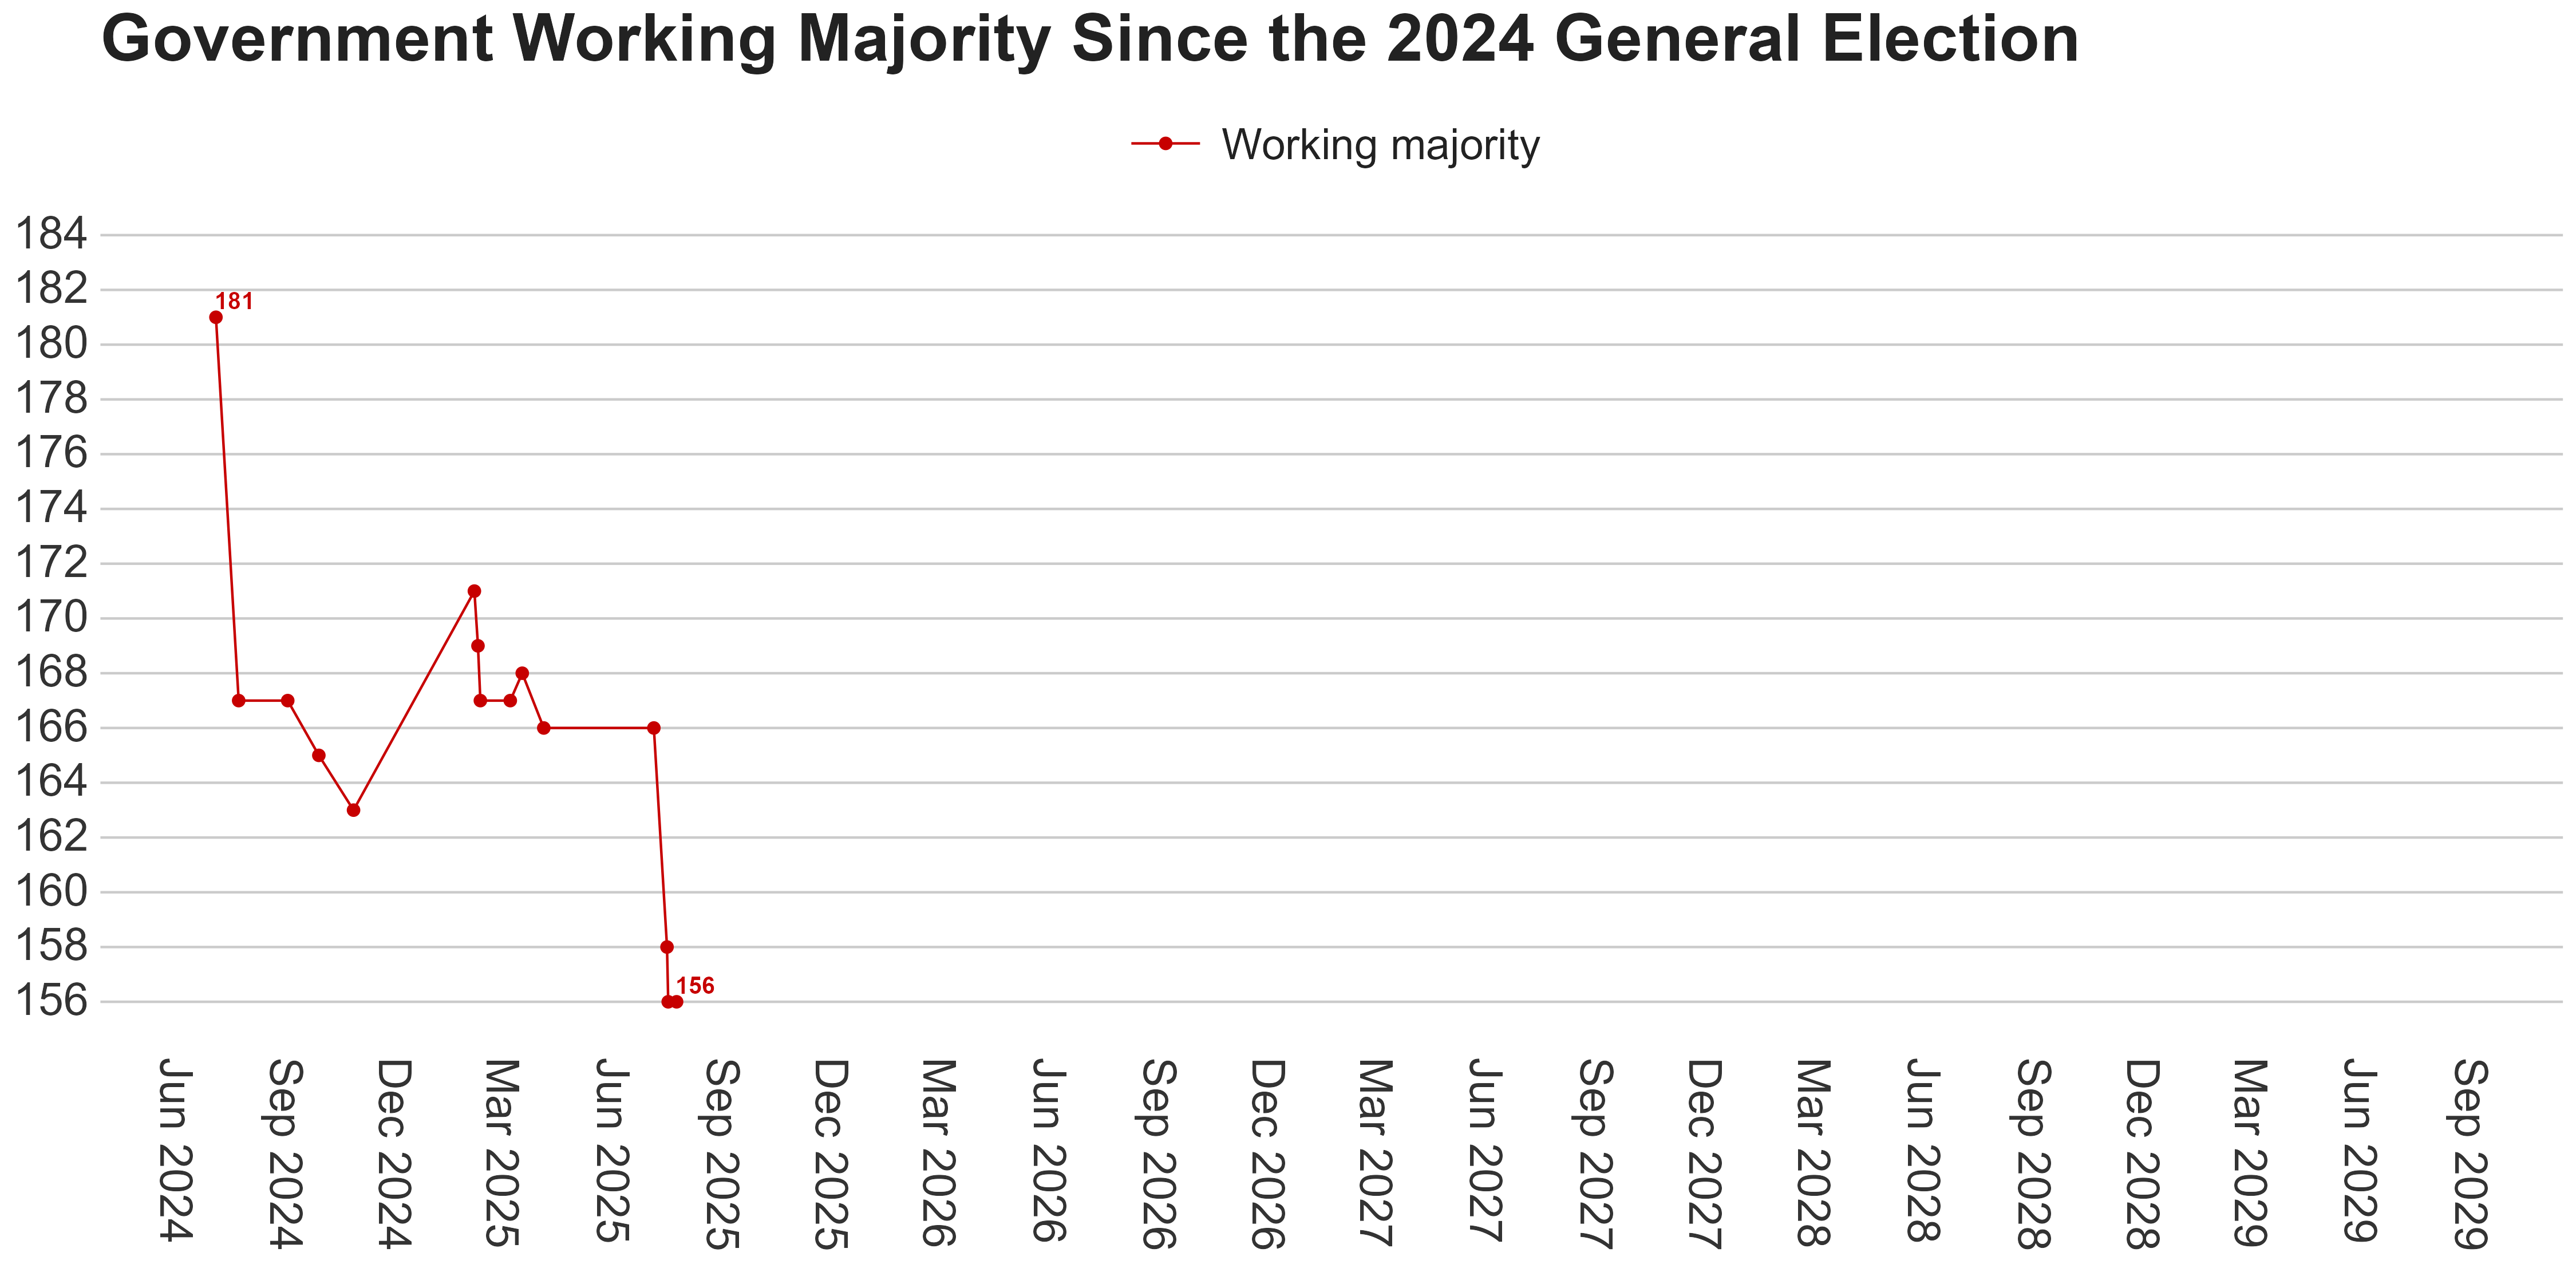 Government Working Majority Since the 2024 General Election
Working majority
184
182
180
178
176
174
172
170
168
166
164
162
160
158
156
181
156
Jun 2024
Sep 2024
Dec 2024
Mar 2025
Jun 2025
Sep 2025
Dec 2025
Mar 2026
Jun 2026
Sep 2026
Dec 2026
Mar 2027
Jun 2027
Sep 2027
Dec 2027
Mar 2028
Jun 2028
Sep 2028
Dec 2028
Mar 2029
Jun 2029
Sep 2029